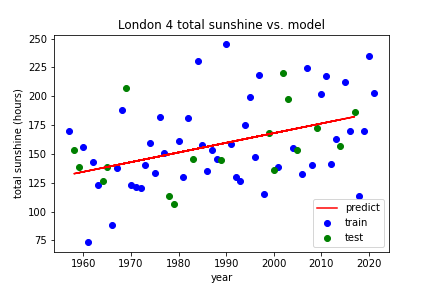 London 4 total sunshine vs. model
total sunshine (hours)
250
225
200
175
150
125
100
75
1960 1970 1980 1990 2000 2010 2020
year
predict
train
test